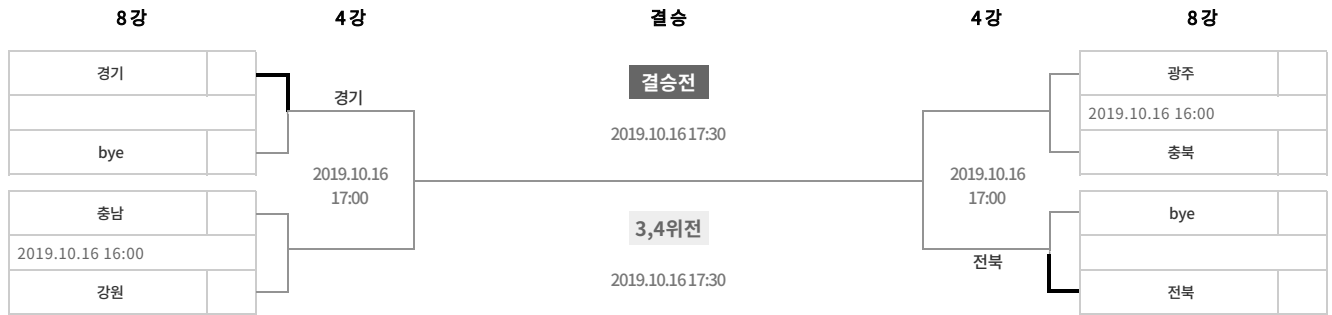 8강 4강 결승 4강 8강
경기
경기
bye
2019.10.16
17:00
충남
2019.10.16 16:00
강원
결승전
2019.10.16 17:30
3,4위전
2019.10.16 17:30
광주
2019.10.16 16:00
충북
2019.10.16
17:00
bye
전북
전북